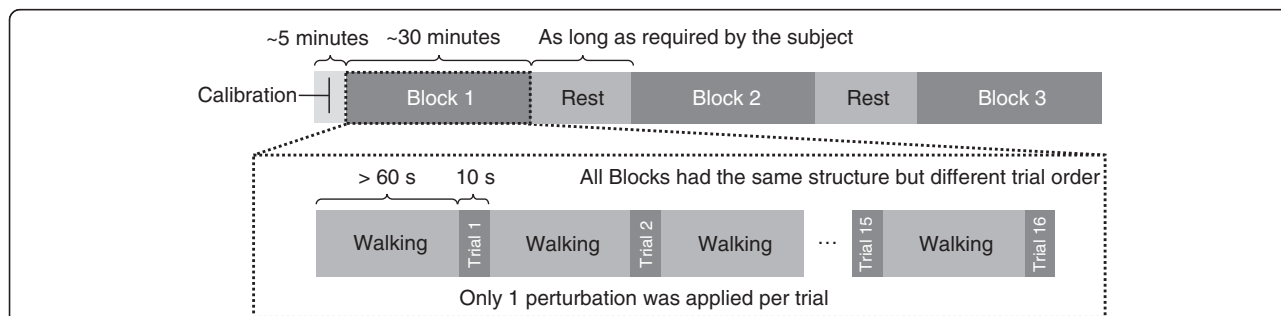 ~5 minutes ~30 minutes As long as required by the subject
Calibration Block 1 Rest Block 2 Rest Block 3
> 60 s 10 s All Blocks had the same structure but different trial order
Walking Trial 1 Walking Trial 2 Walking ... Trial 15 Walking Trial 16
Only 1 perturbation was applied per trial